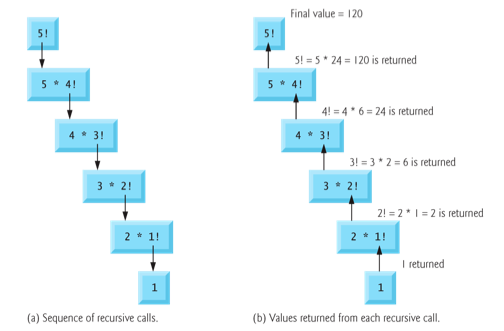 5!
5 * 4!
4 * 3!
3 * 2!
2 * 1!
1
(a) Sequence of recursive calls.
Final value = 120
5!
5! = 5 * 24 = 120 is returned
5 * 4!
4! = 4 * 6 = 24 is returned
4 * 3!
3! = 3 * 2 = 6 is returned
3 * 2!
2! = 2 * 1 = 2 is returned
2 * 1!
1 returned
1
(b) Values returned from each recursive call.